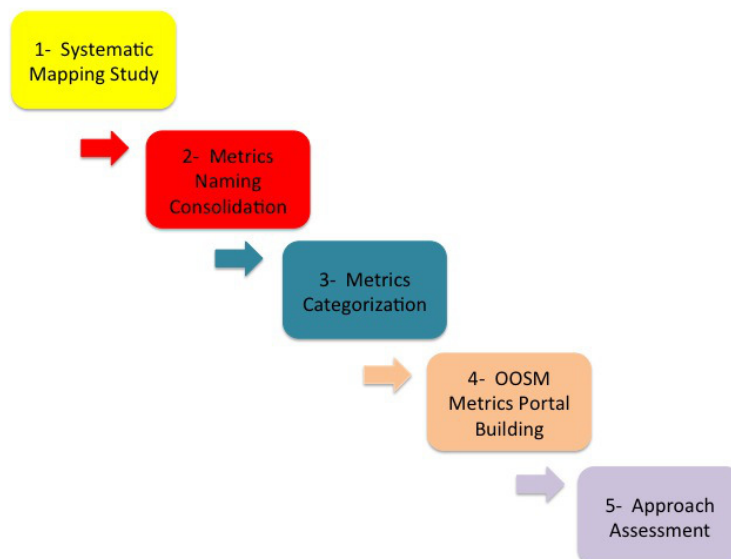 1- Systematic
Mapping Study
2- Metrics
Naming
Consolidation
3- Metrics
Categorization
4- OOSM
Metrics Portal
Building
5- Approach
Assessment